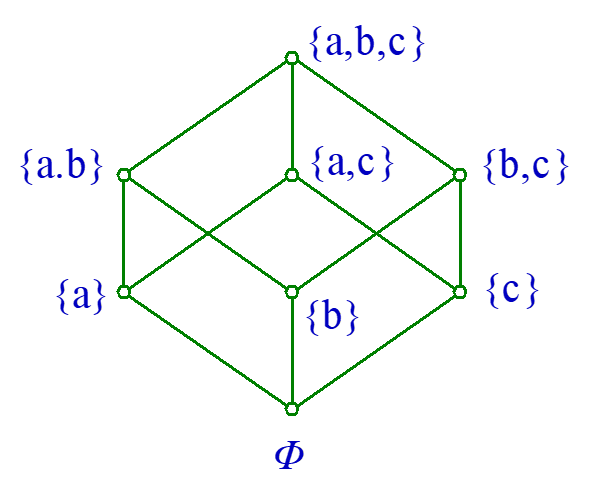 {a,b,c}
{a.b}
{a,c}
{b,c}
{a}
{b}
{c}
Φ